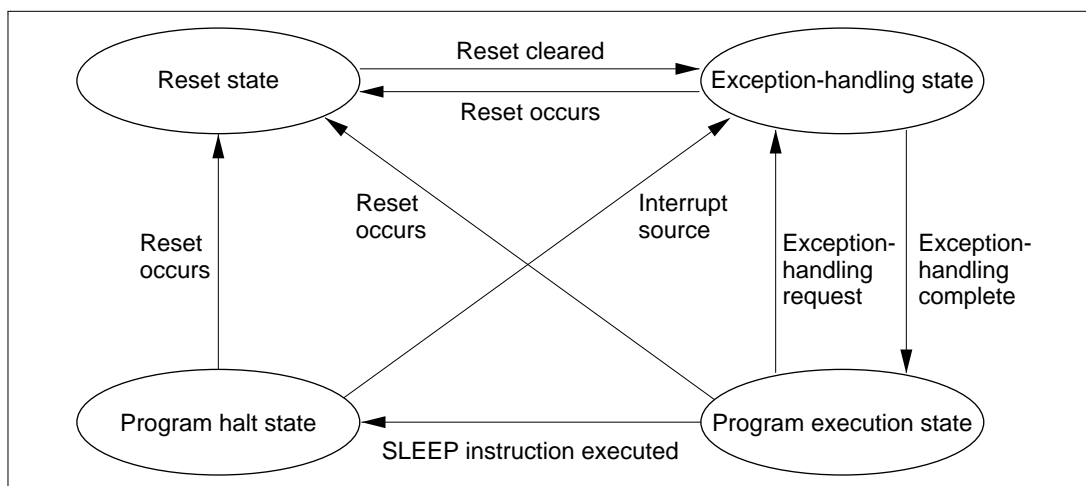 Reset cleared
Reset state
Exception-handling state
Reset occurs
Reset
occurs
Interrupt
source
Reset
occurs
Exception-
handling
request
Exception-
handling
complete
Program halt state
Program execution state
SLEEP instruction executed